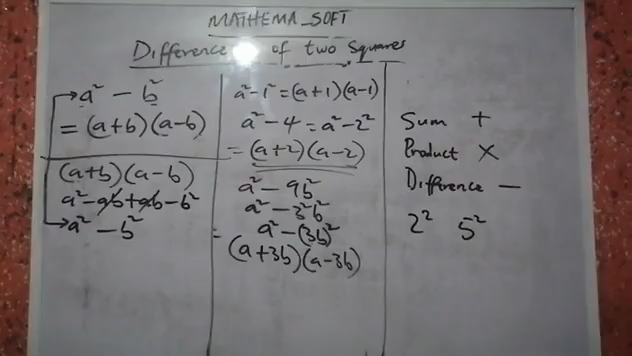 MATHEMA_SOFT
Difference of two Squares
a² - b²
= (a+b)(a-b)
(a+b)(a-b)
a² - ab + ab - b²
a² - b²
a² - 1² = (a+1)(a-1)
a² - 4 = a² - 2²
= (a+2)(a-2)
a² - 9b²
a² - 3²b²
= a² - (3b)²
(a+3b)(a-3b)
Sum +
Product ×
Difference -
2² 5²